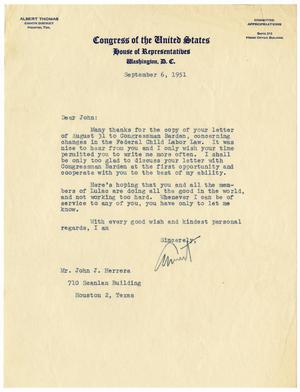 ALBERT THOMAS
EIGHTH DISTRICT
HOUSTON, TEX.
COMMITTEE:
APPROPRIATIONS
Congress of the United States
House of Representatives
Washington, D. C.
September 6, 1951
Dear John:
Many thanks for the copy of your letter
of August 31 to Congressman Barden, concerning
changes in the Federal Child Labor Law. It was
nice to hear from you and I only wish your time
permitted you to write me more often. I shall
be only too glad to discuss your letter with
Congressman Barden at the first opportunity and
cooperate with you to the best of my ability.
Here's hoping that you and all the mem-
bers of Lulac are doing all the good in the world,
and not working too hard. Whenever I can be of
service to any of you, you have only to let me
know.
With every good wish and kindest personal
regards, I am
Sincerely,
Mr. John J. Herrera
710 Scanlan Building
Houston 2, Texas